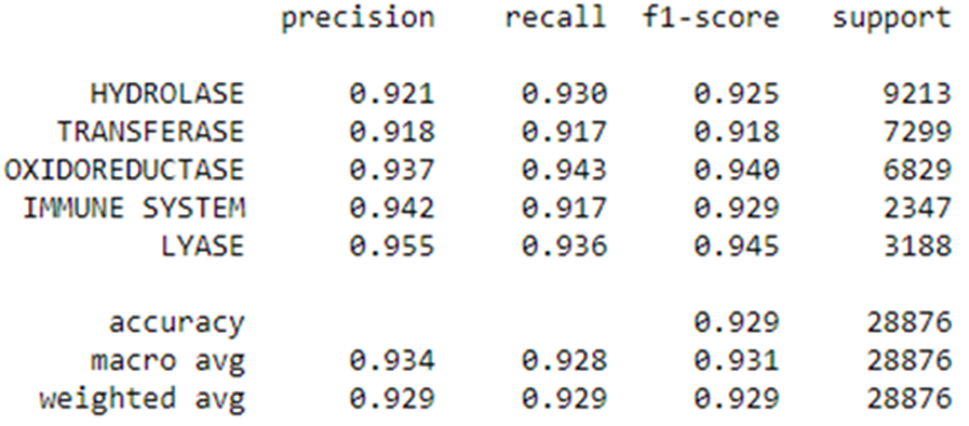 precision recall f1-score support
HYDROLASE 0.921 0.930 0.925 9213
TRANSFERASE 0.918 0.917 0.918 7299
OXIDOREDUCTASE 0.937 0.943 0.940 6829
IMMUNE SYSTEM 0.942 0.917 0.929 2347
LYASE 0.955 0.936 0.945 3188
accuracy 0.929 28876
macro avg 0.934 0.928 0.931 28876
weighted avg 0.929 0.929 0.929 28876